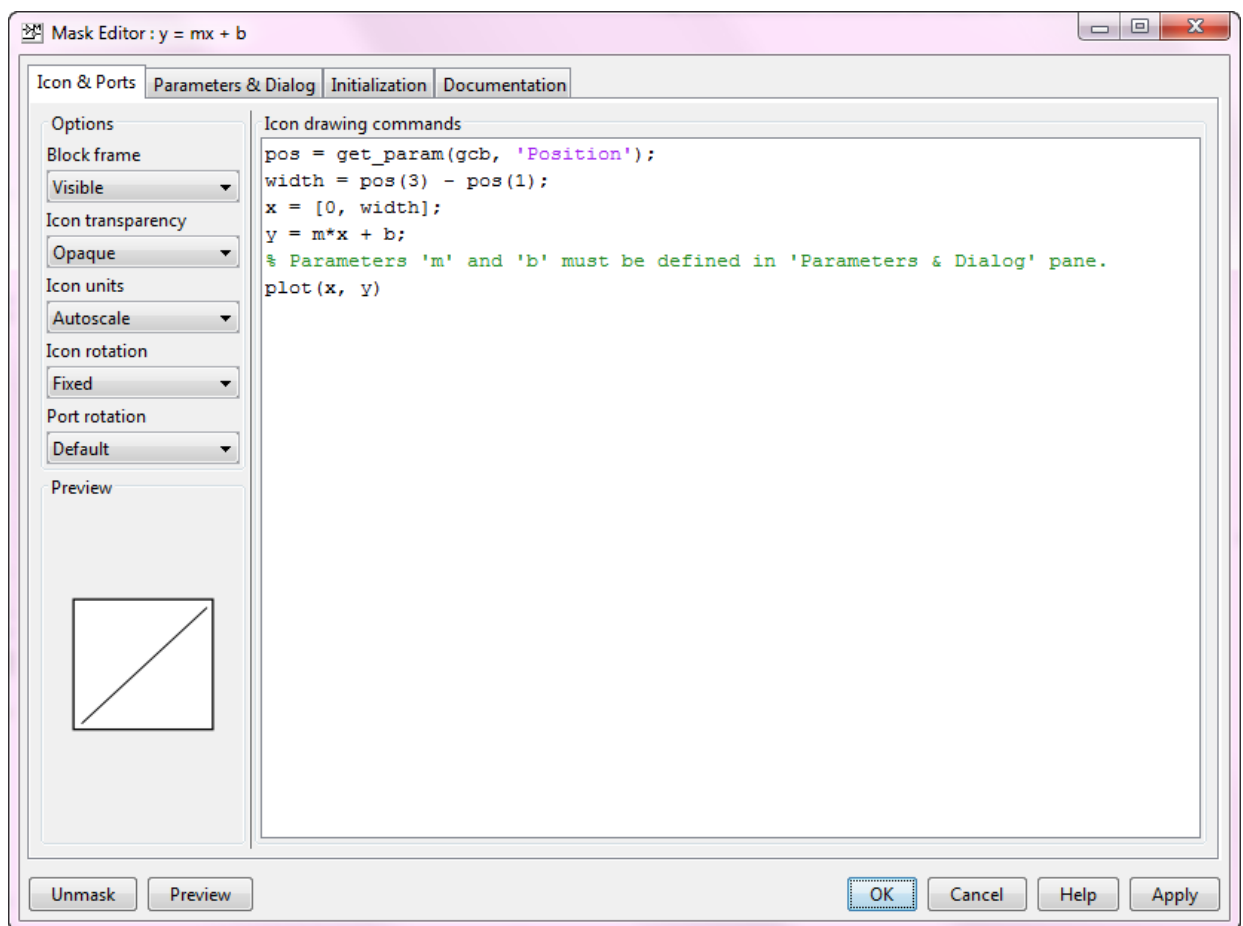 Mask Editor : y = mx + b
Icon & Ports Parameters & Dialog Initialization Documentation
Options
Block frame
Visible
Icon transparency
Opaque
Icon units
Autoscale
Icon rotation
Fixed
Port rotation
Default
Preview
Icon drawing commands
pos = get_param(gcb, 'Position');
width = pos(3) - pos(1);
x = [0, width];
y = m*x + b;
% Parameters 'm' and 'b' must be defined in 'Parameters & Dialog' pane.
plot(x, y)
Unmask Preview OK Cancel Help Apply